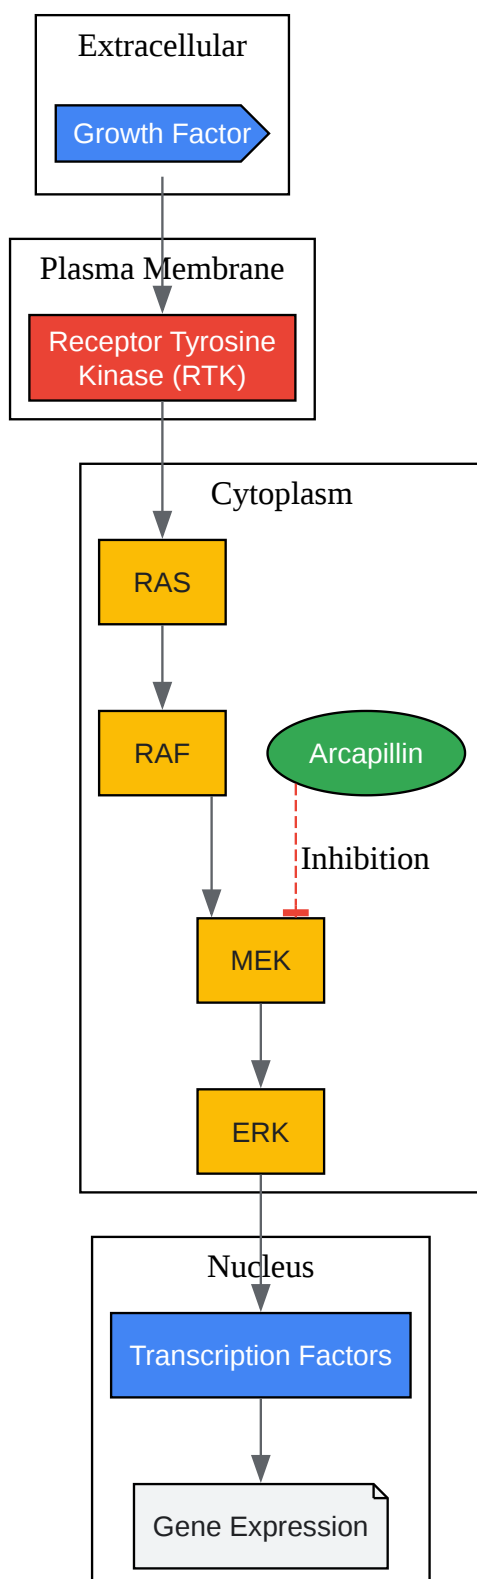 Extracellular
Growth Factor
Plasma Membrane
Receptor Tyrosine
Kinase (RTK)
Cytoplasm
RAS
RAF
Arcapillin
Inhibition
MEK
ERK
Nucleus
Transcription Factors
Gene Expression